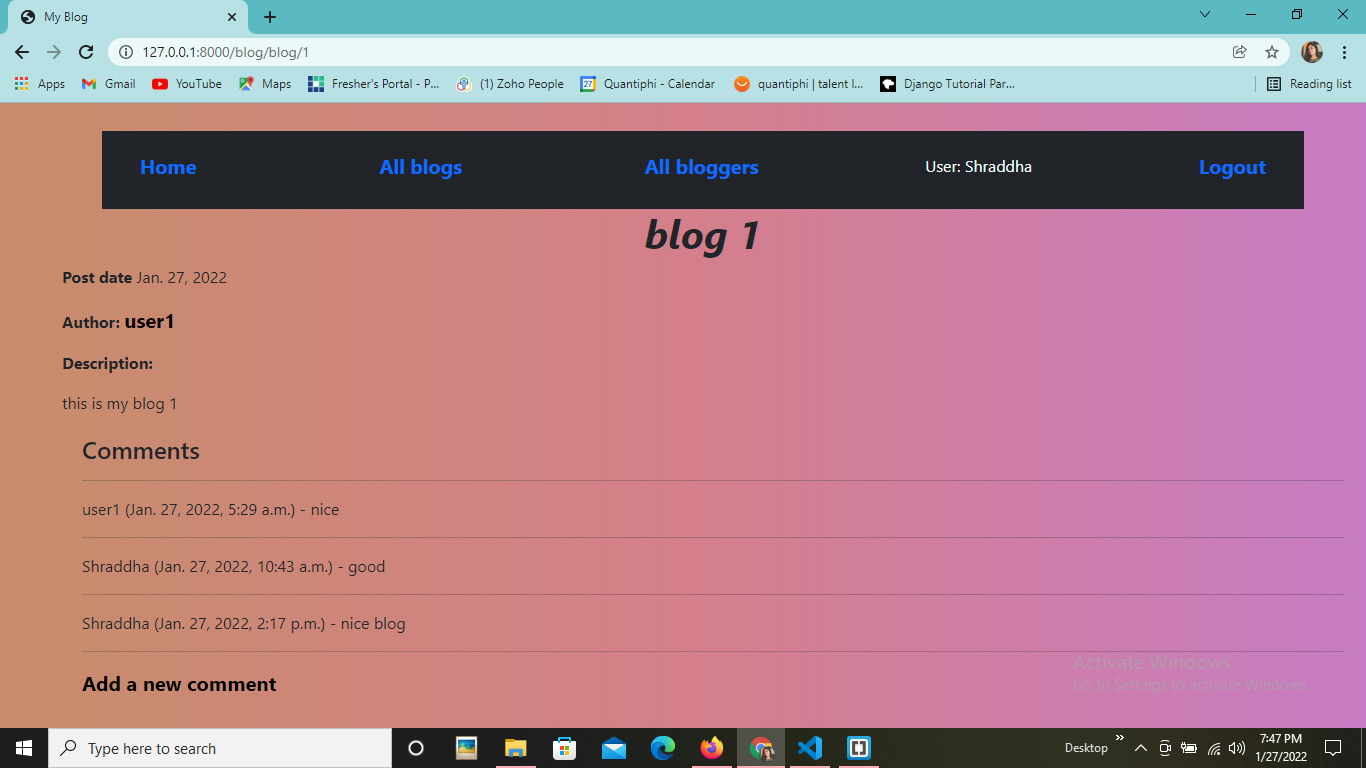 My Blog
127.0.0.1:8000/blog/blog/1
Apps Gmail YouTube Maps Fresher's Portal - P... (1) Zoho People 27 Quantiphi - Calendar quantiphi | talent l... Django Tutorial Par... Reading list
Home All blogs All bloggers User: Shraddha Logout
blog 1
Post date Jan. 27, 2022
Author: user1
Description:
this is my blog 1
Comments
user1 (Jan. 27, 2022, 5:29 a.m.) - nice
Shraddha (Jan. 27, 2022, 10:43 a.m.) - good
Shraddha (Jan. 27, 2022, 2:17 p.m.) - nice blog
Activate Windows
Add a new comment
Go to Settings to activate Windows.
Type here to search
Desktop
7:47 PM
1/27/2022